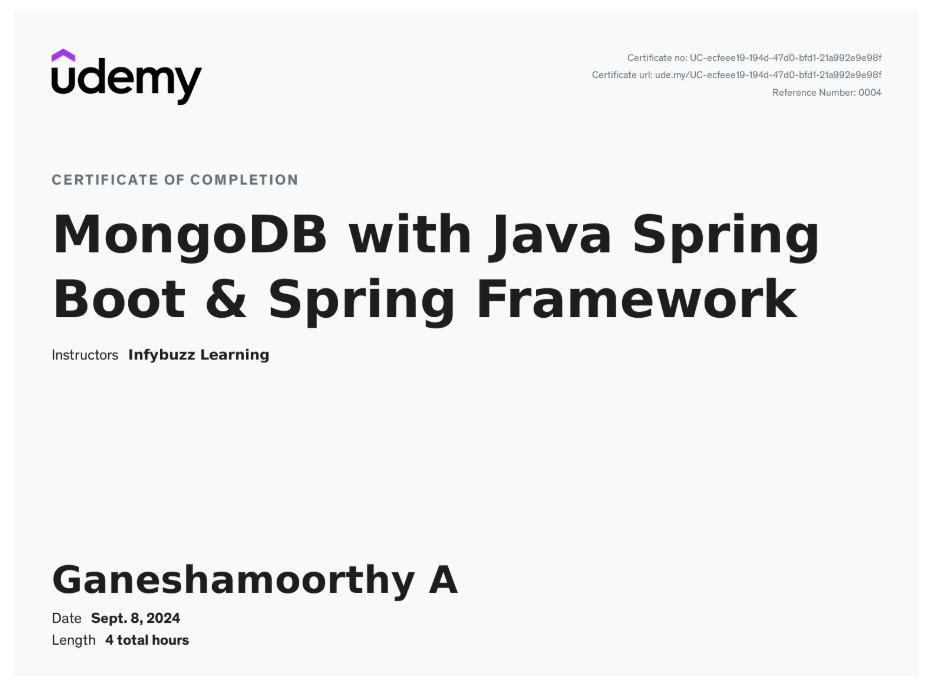 udemy
Certificate no: UC-ecfeee19-194d-47d0-bfd1-21a992e9e98f
Certificate url: ude.my/UC-ecfeee19-194d-47d0-bfd1-21a992e9e98f
Reference Number: 0004
CERTIFICATE OF COMPLETION
MongoDB with Java Spring
Boot & Spring Framework
Instructors Infybuzz Learning
Ganeshamoorthy A
Date Sept. 8, 2024
Length 4 total hours